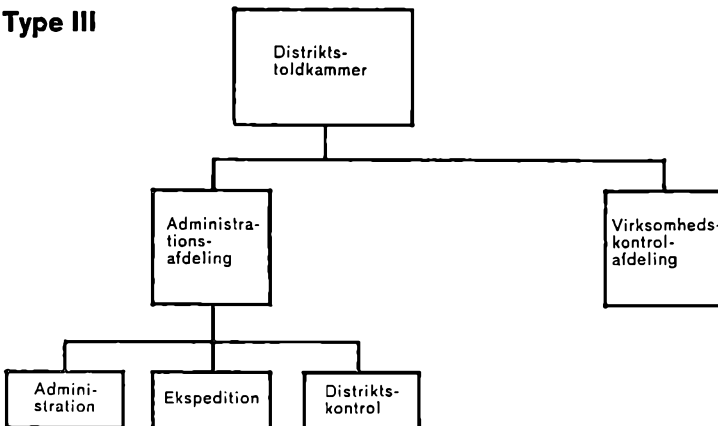 Type III
Distrikts-
toldkammer
Administra-
tions-
afdeling
Virksomheds-
kontrol-
afdeling
Admini-
stration
Ekspedition
Distrikts-
kontrol